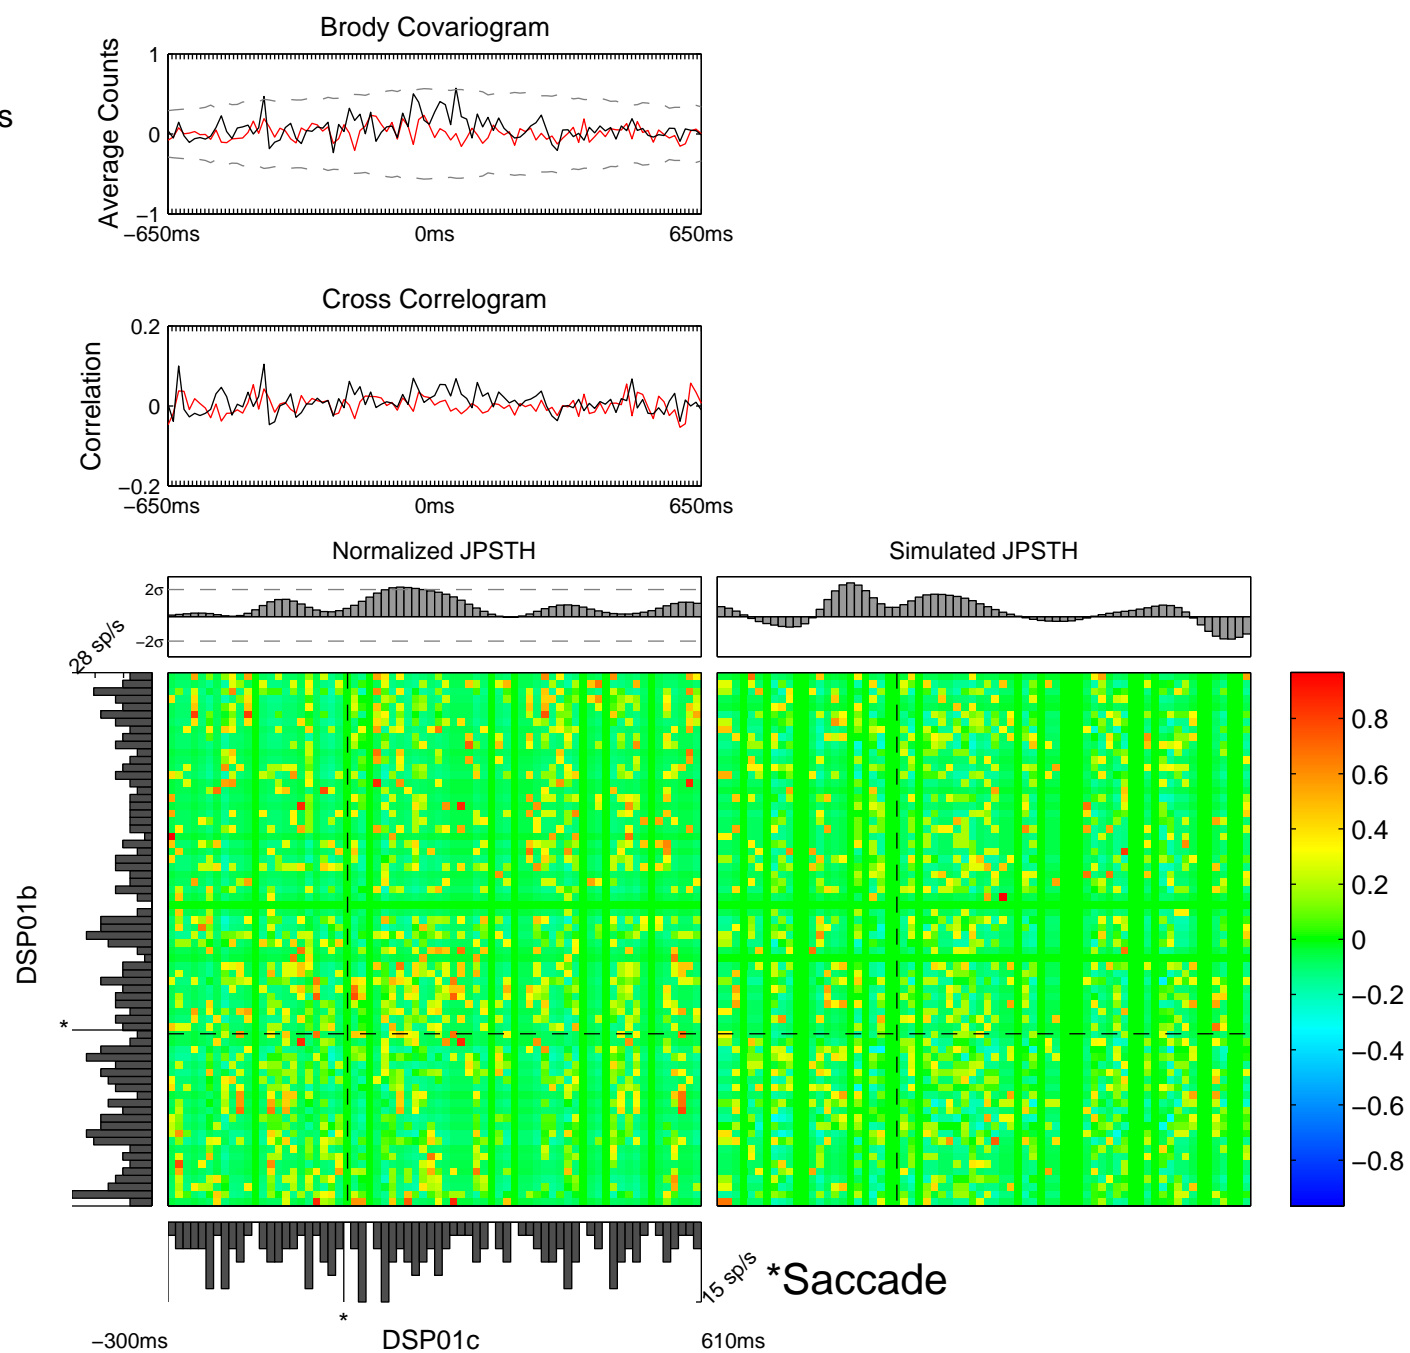 Brody Covariogram
s
Average Counts
1
0
−1
−650ms 0ms 650ms
Cross Correlogram
Correlation
0.2
0
−0.2
−650ms 0ms 650ms
Normalized JPSTH
Simulated JPSTH
2σ
−2σ
28 sp/s
DSP01b
*
0.8
0.6
0.4
0.2
0
−0.2
−0.4
−0.6
−0.8
15 sp/s
*Saccade
*
−300ms DSP01c 610ms